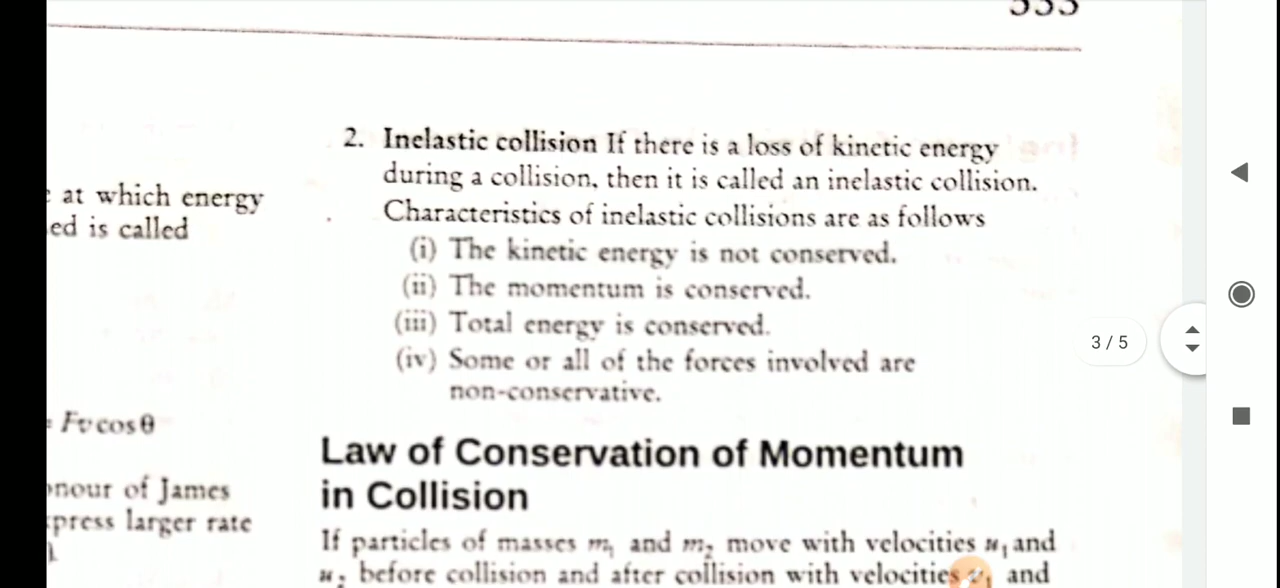 at which energy
ed is called
= Fv cos θ
onour of James
press larger rate
2. Inelastic collision If there is a loss of kinetic energy
during a collision, then it is called an inelastic collision.
Characteristics of inelastic collisions are as follows
(i) The kinetic energy is not conserved.
(ii) The momentum is conserved.
(iii) Total energy is conserved.
(iv) Some or all of the forces involved are
non-conservative.
Law of Conservation of Momentum
in Collision
If particles of masses m₁ and m₂ move with velocities u₁ and
u₂ before collision and after collision with velocities v₁ and
3 / 5